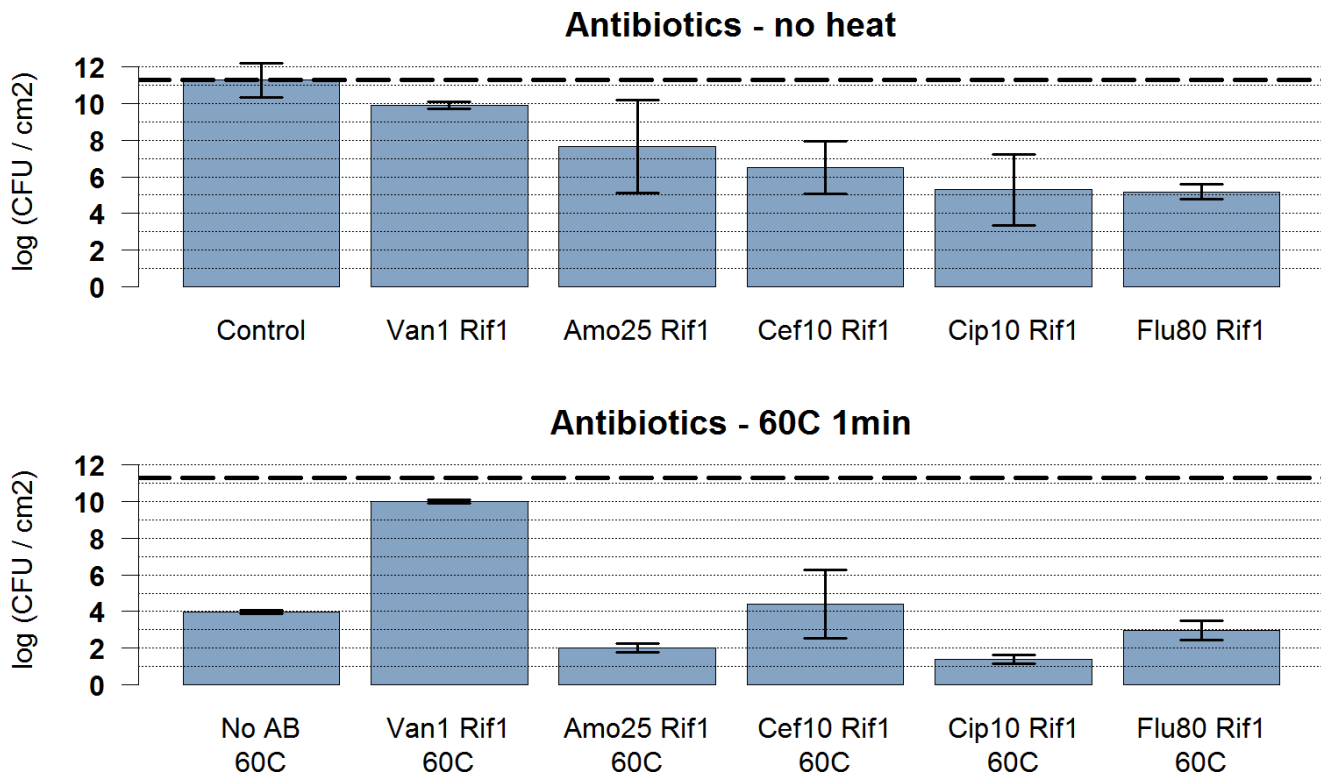 Antibiotics - no heat
log (CFU / cm2)
12
10
8
6
4
2
0
Control Van1 Rif1 Amo25 Rif1 Cef10 Rif1 Cip10 Rif1 Flu80 Rif1
Antibiotics - 60C 1min
log (CFU / cm2)
12
10
8
6
4
2
0
No AB Van1 Rif1 Amo25 Rif1 Cef10 Rif1 Cip10 Rif1 Flu80 Rif1
60C 60C 60C 60C 60C 60C